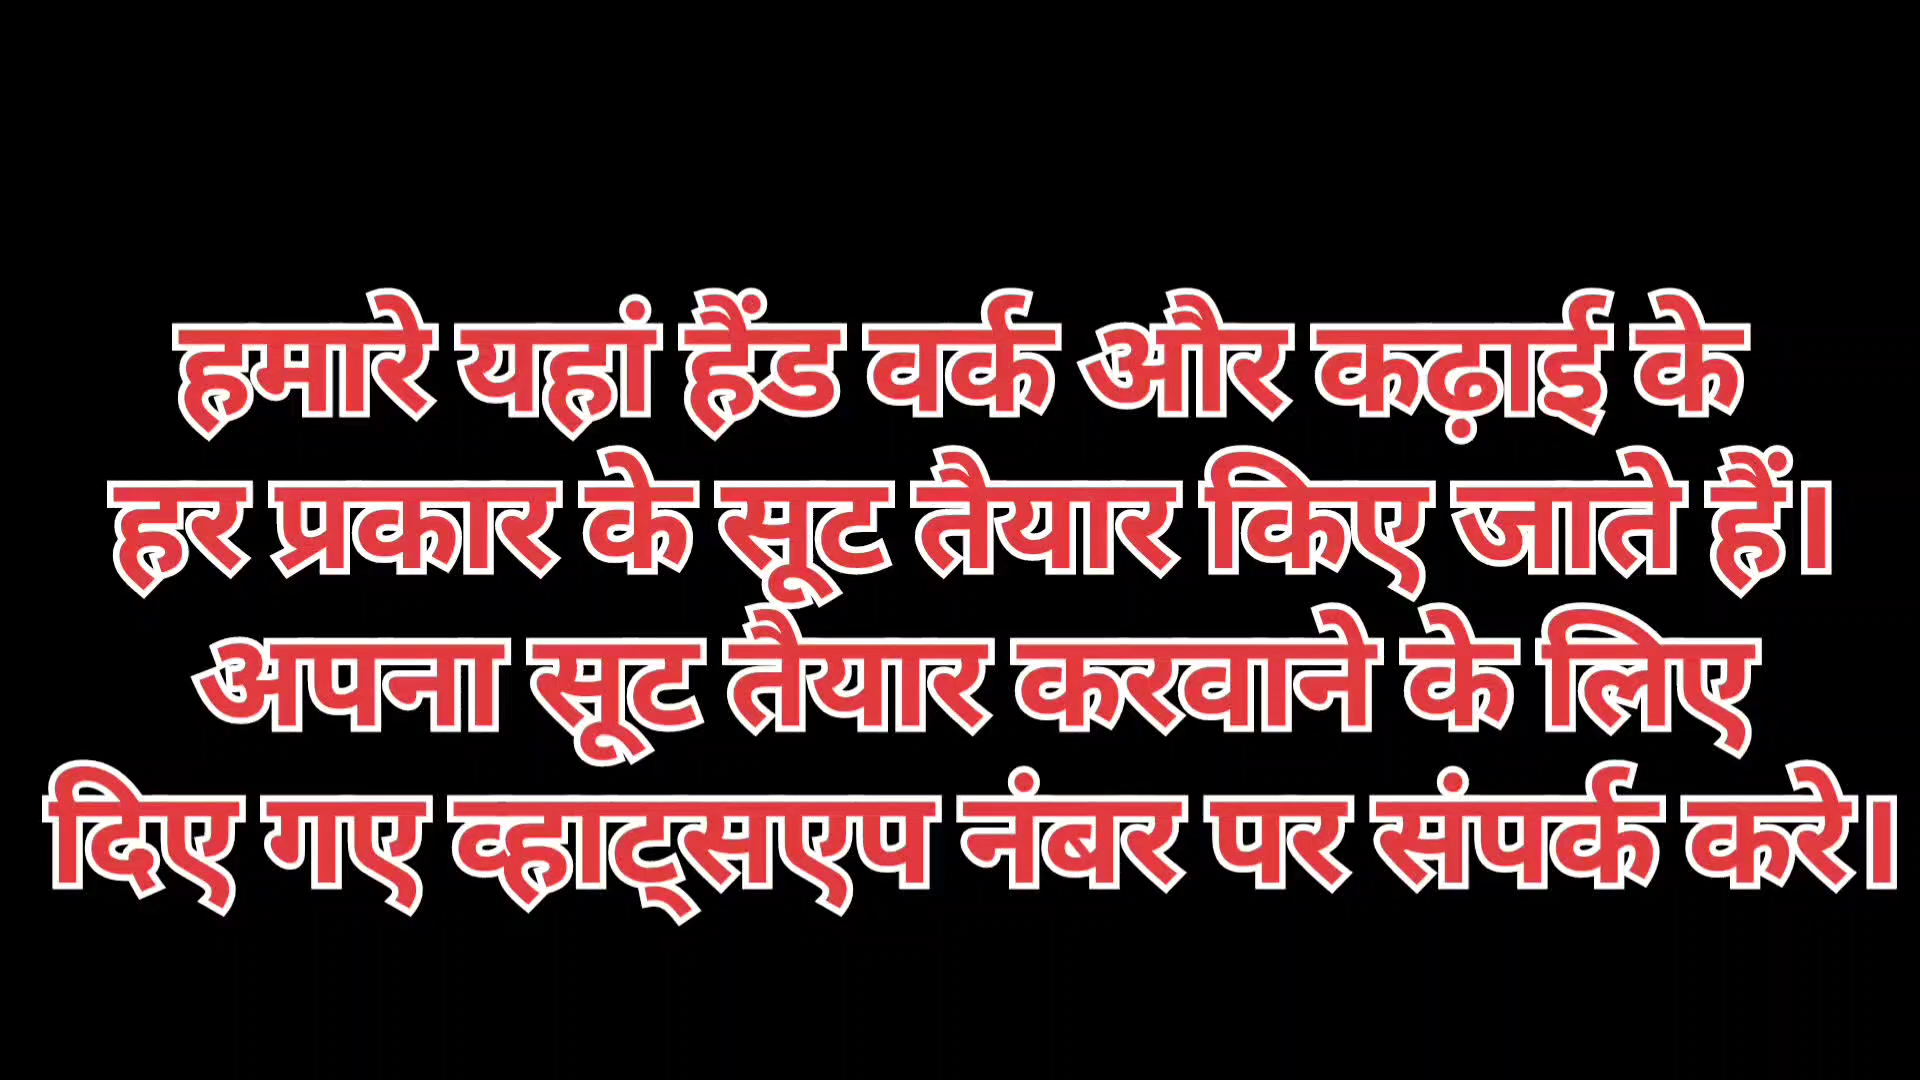 हमारे यहां हैंड वर्क और कढ़ाई के
हर प्रकार के सूट तैयार किए जाते हैं।
अपना सूट तैयार करवाने के लिए
दिए गए व्हाट्सएप नंबर पर संपर्क करे।